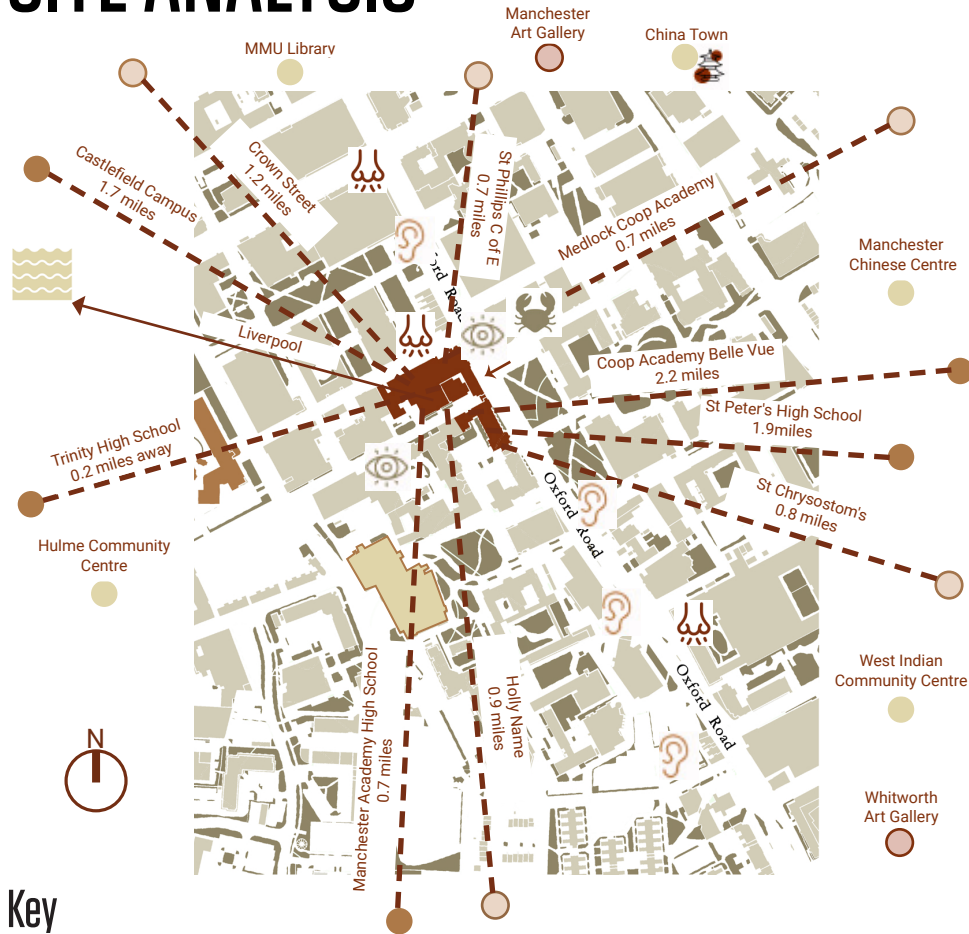 SITE ANALYSIS
Manchester
Art Gallery
China Town
MMU Library
Crown Street
1.2 miles
Castlefield Campus
1.7 miles
St Phillips C of E
0.7 miles
Medlock Coop Academy
0.7 miles
Manchester
Chinese Centre
ord Road
Liverpool
Coop Academy Belle Vue
2.2 miles
St Peter's High School
1.9miles
Trinity High School
0.2 miles away
St Chrysostom's
0.8 miles
Oxford Road
Hulme Community
Centre
West Indian
Community Centre
Oxford Road
Manchester Academy High School
0.7 miles
Holly Name
0.9 miles
N
Whitworth
Art Gallery
Key